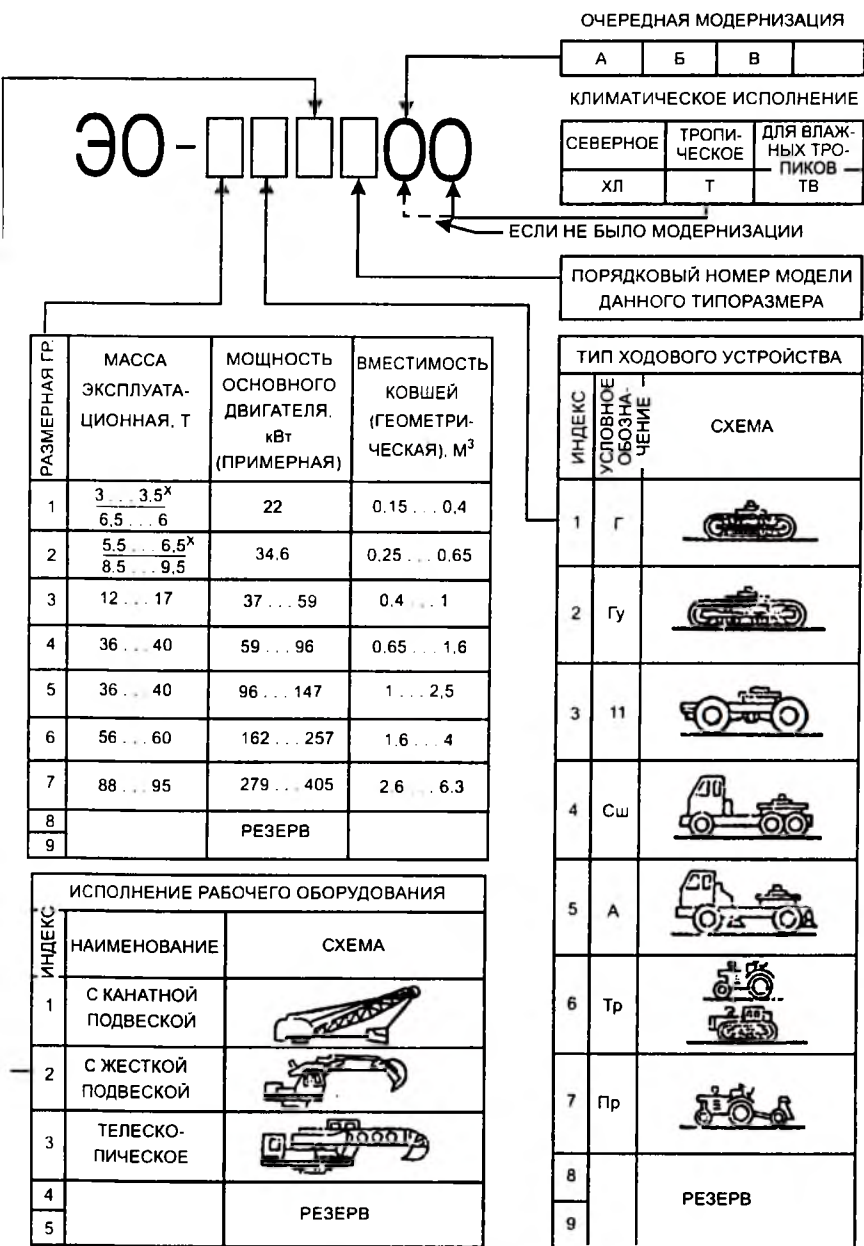 ОЧЕРЕДНАЯ МОДЕРНИЗАЦИЯ
А Б В
КЛИМАТИЧЕСКОЕ ИСПОЛНЕНИЕ
СЕВЕРНОЕ ТРОПИ-ЧЕСКОЕ ДЛЯ ВЛАЖ-НЫХ ТРО-ПИКОВ
ХЛ Т ТВ
ЭО-ОО
ЕСЛИ НЕ БЫЛО МОДЕРНИЗАЦИИ
ПОРЯДКОВЫЙ НОМЕР МОДЕЛИ
ДАННОГО ТИПОРАЗМЕРА
РАЗМЕРНАЯ ГР.
МАССА
ЭКСПЛУАТА-
ЦИОННАЯ, Т
МОЩНОСТЬ
ОСНОВНОГО
ДВИГАТЕЛЯ,
кВт
(ПРИМЕРНАЯ)
ВМЕСТИМОСТЬ
КОВШЕЙ
(ГЕОМЕТРИ-
ЧЕСКАЯ), М³
1 3 ... 3.5ˣ 22 0.15 ... 0,4
6,5 ... 6
2 5.5 ... 6,5ˣ 34,6 0,25 ... 0,65
8.5 ... 9,5
3 12 ... 17 37 ... 59 0.4 ... 1
4 36 ... 40 59 ... 96 0,65 ... 1,6
5 36 ... 40 96 ... 147 1 ... 2,5
6 56 ... 60 162 ... 257 1.6 ... 4
7 88 ... 95 279 ... 405 2.6 ... 6.3
8
РЕЗЕРВ
9
ИСПОЛНЕНИЕ РАБОЧЕГО ОБОРУДОВАНИЯ
ИНДЕКС НАИМЕНОВАНИЕ СХЕМА
1 С КАНАТНОЙ
ПОДВЕСКОЙ
2 С ЖЕСТКОЙ
ПОДВЕСКОЙ
3 ТЕЛЕСКО-
ПИЧЕСКОЕ
4
РЕЗЕРВ
5
ТИП ХОДОВОГО УСТРОЙСТВА
ИНДЕКС
УСЛОВНОЕ
ОБОЗНА-
ЧЕНИЕ
СХЕМА
1 Г
2 Гу
3 11
4 Сш
5 А
6 Тр
7 Пр
8
РЕЗЕРВ
9